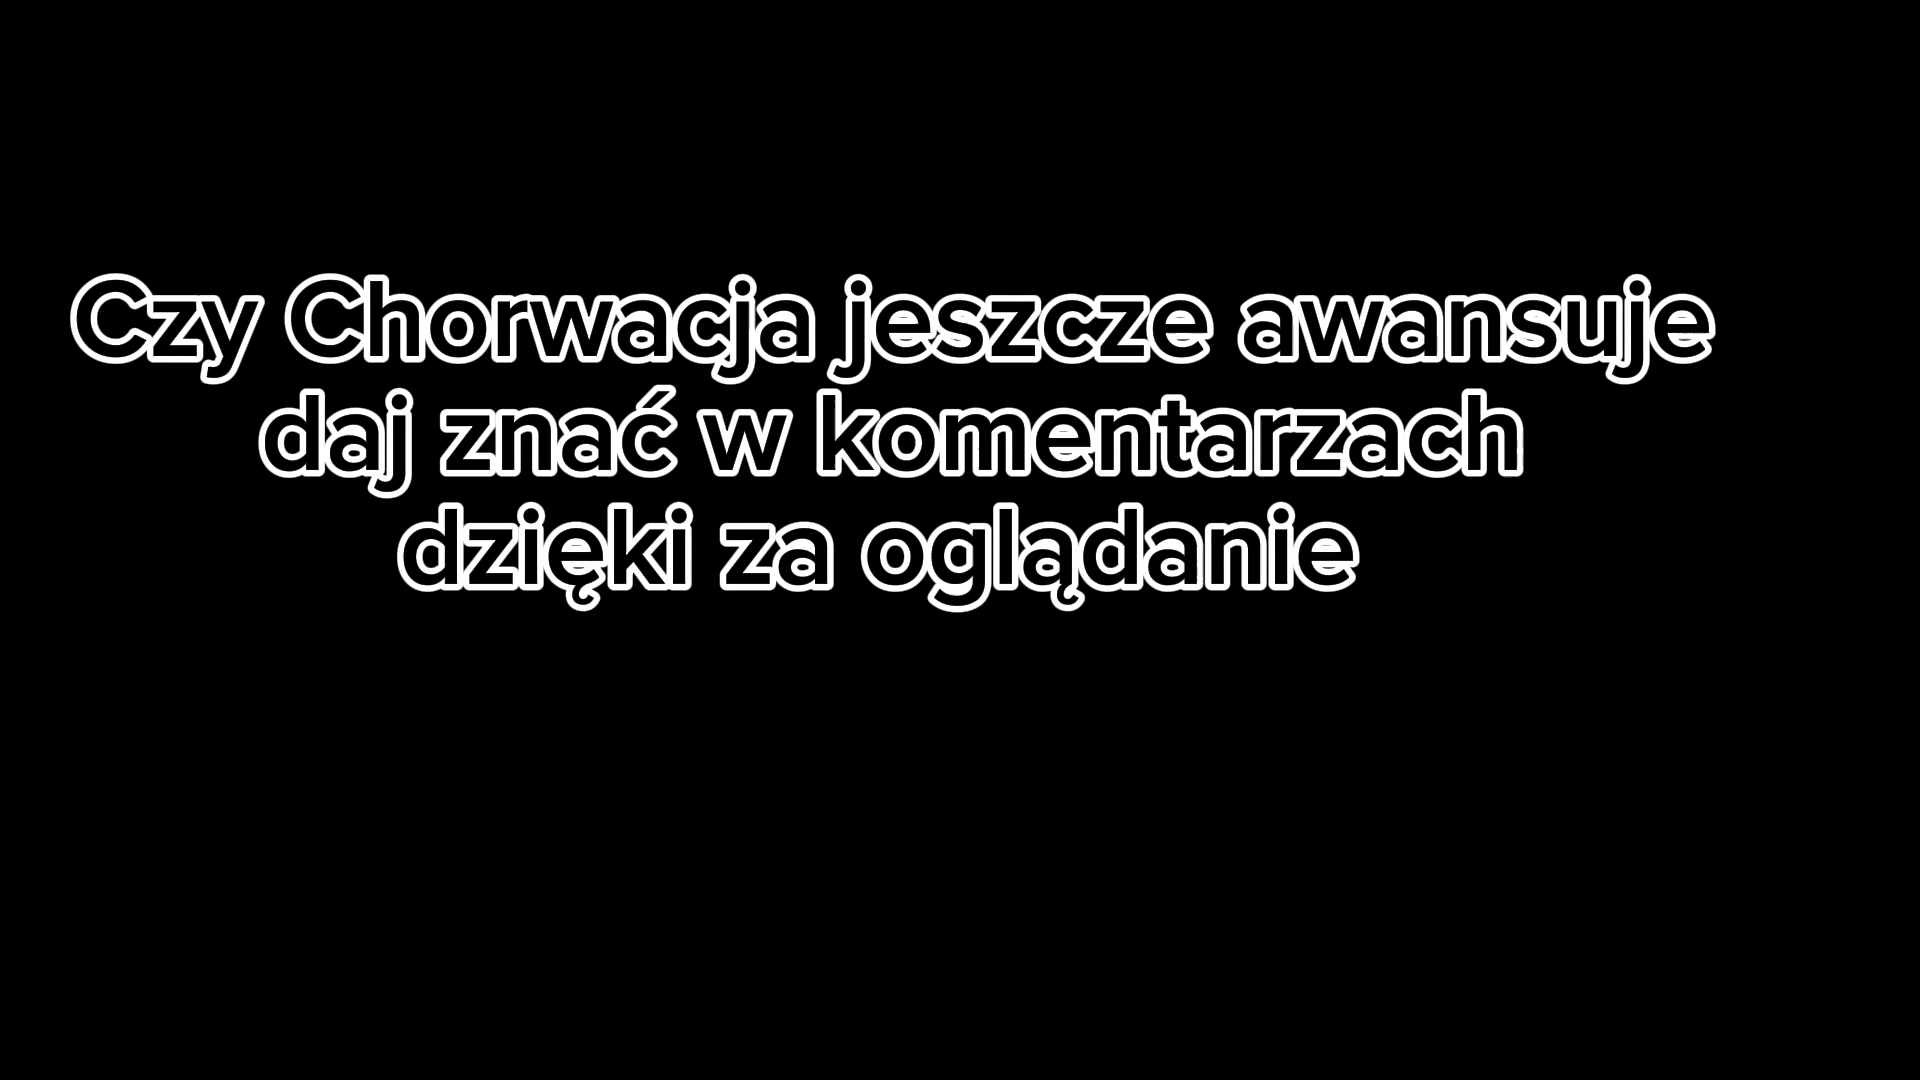 Czy Chorwacja jeszcze awansuje
daj znać w komentarzach
dzięki za oglądanie